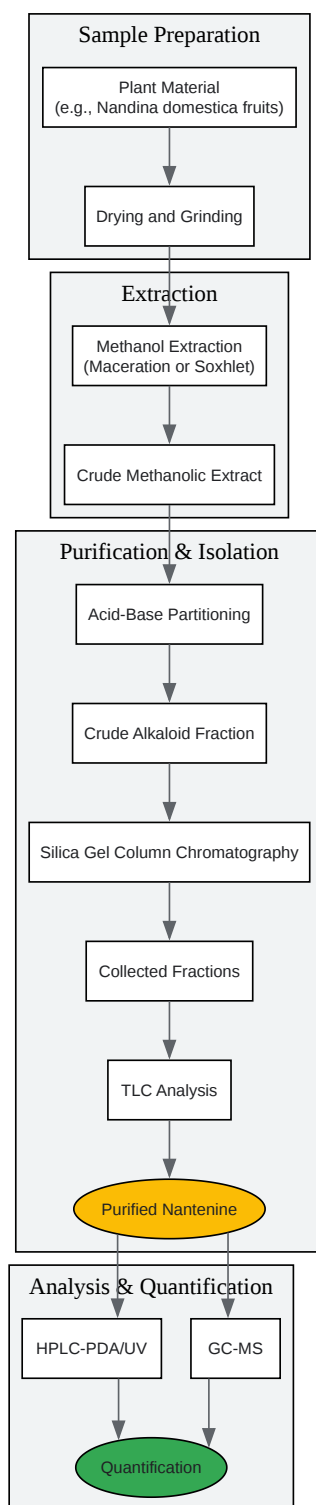 Sample Preparation
Plant Material
(e.g., Nandina domestica fruits)
Drying and Grinding
Extraction
Methanol Extraction
(Maceration or Soxhlet)
Crude Methanolic Extract
Purification & Isolation
Acid-Base Partitioning
Crude Alkaloid Fraction
Silica Gel Column Chromatography
Collected Fractions
TLC Analysis
Purified Nantenine
Analysis & Quantification
HPLC-PDA/UV
GC-MS
Quantification